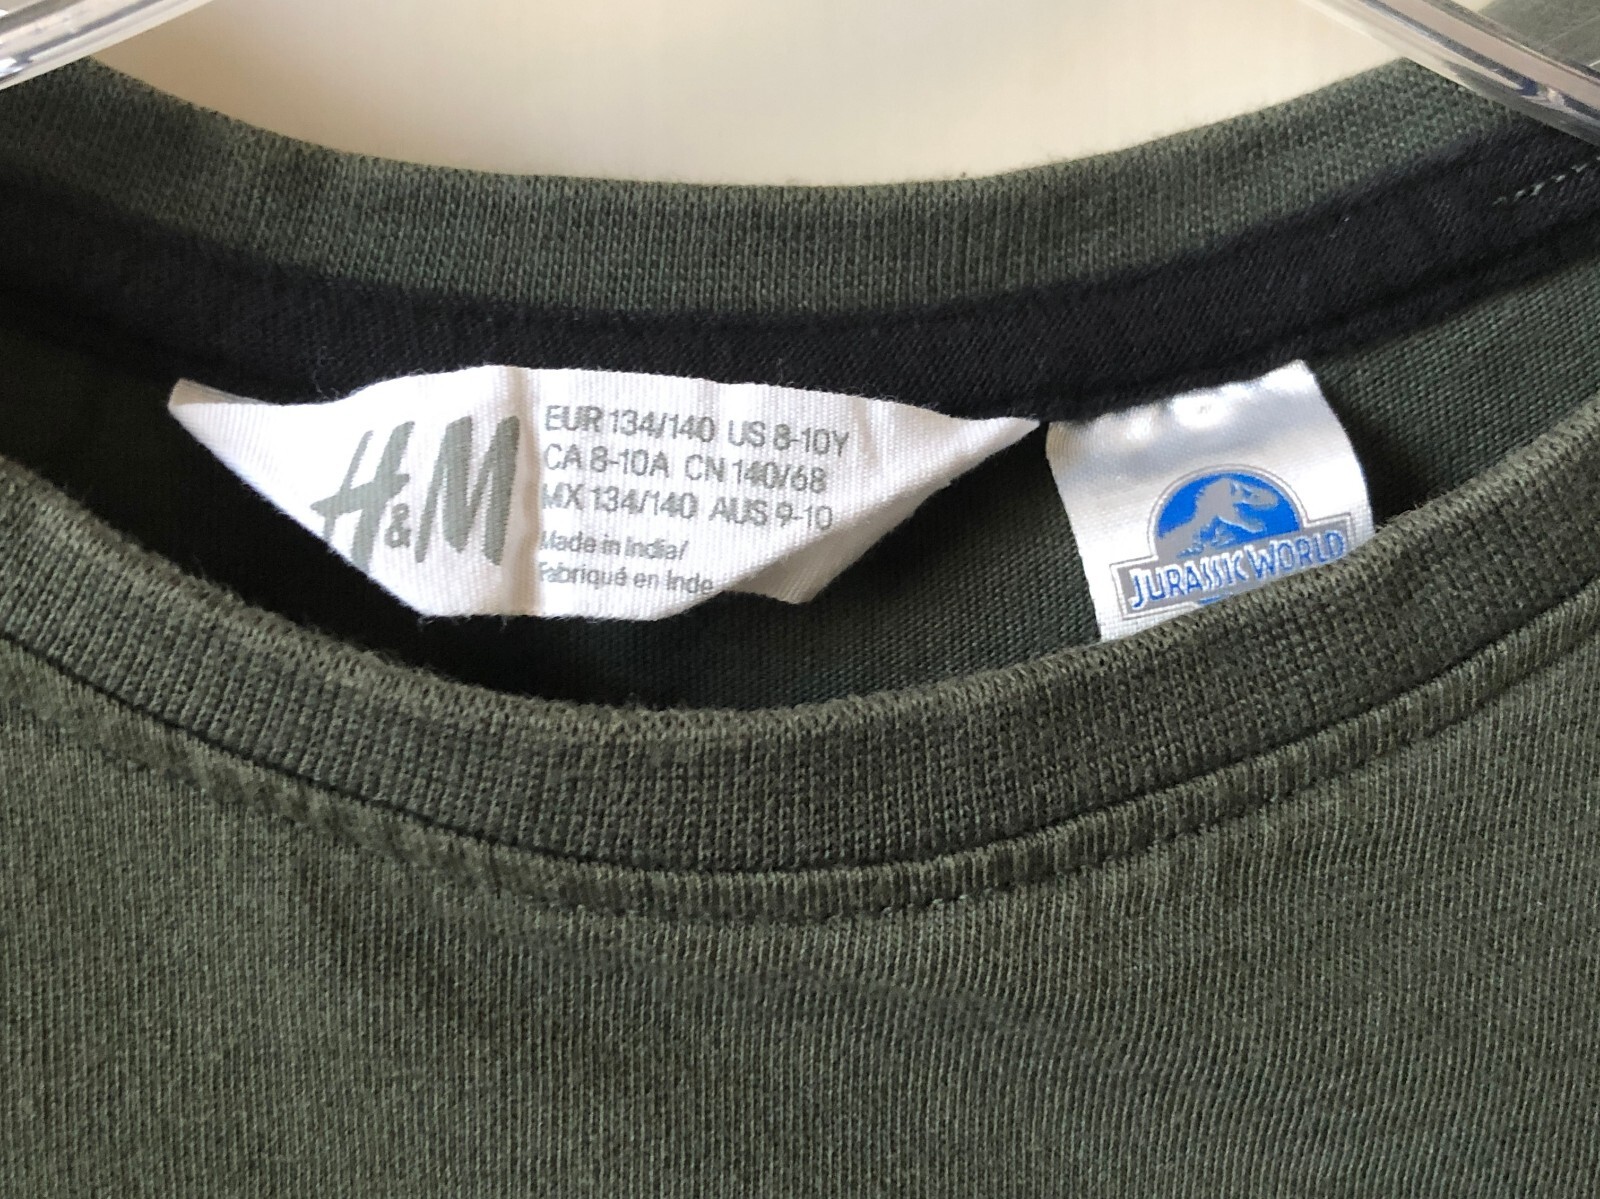 H&M
EUR 134/140 US 8-10Y
CA 8-10A CN 140/68
MX 134/140 AUS 9-10
Made in India/
Fabriqué en Inde
JURASSIC WORLD